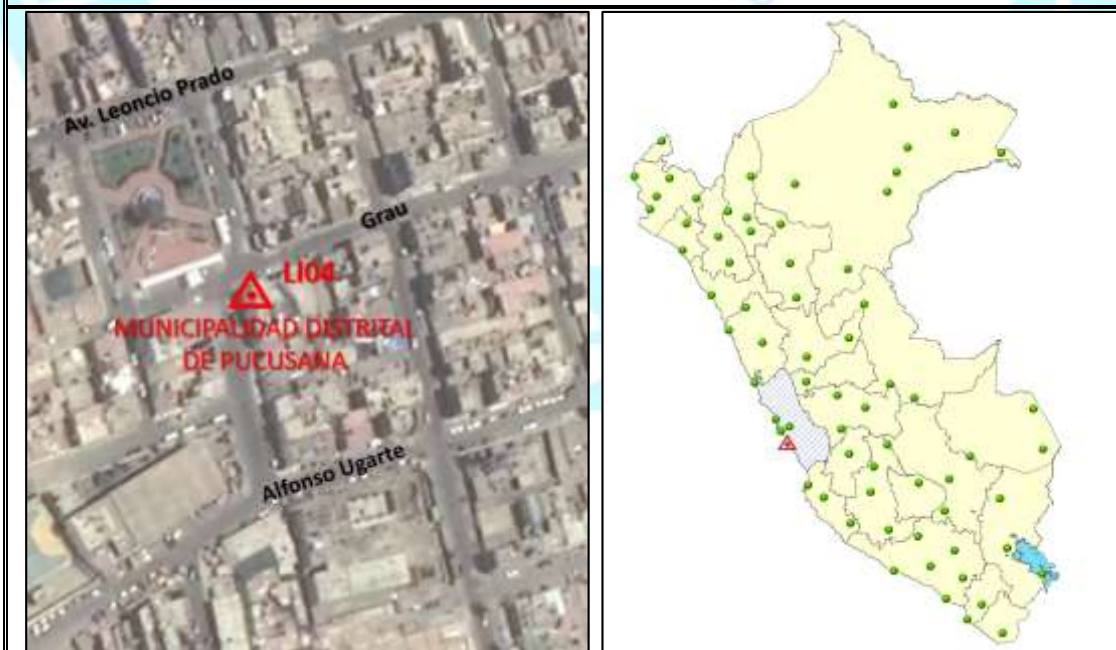 Av. Leoncio Prado
Grau
LI04
MUNICIPALIDAD DISTRITAL
DE PUCUSANA
Alfonso Ugarte